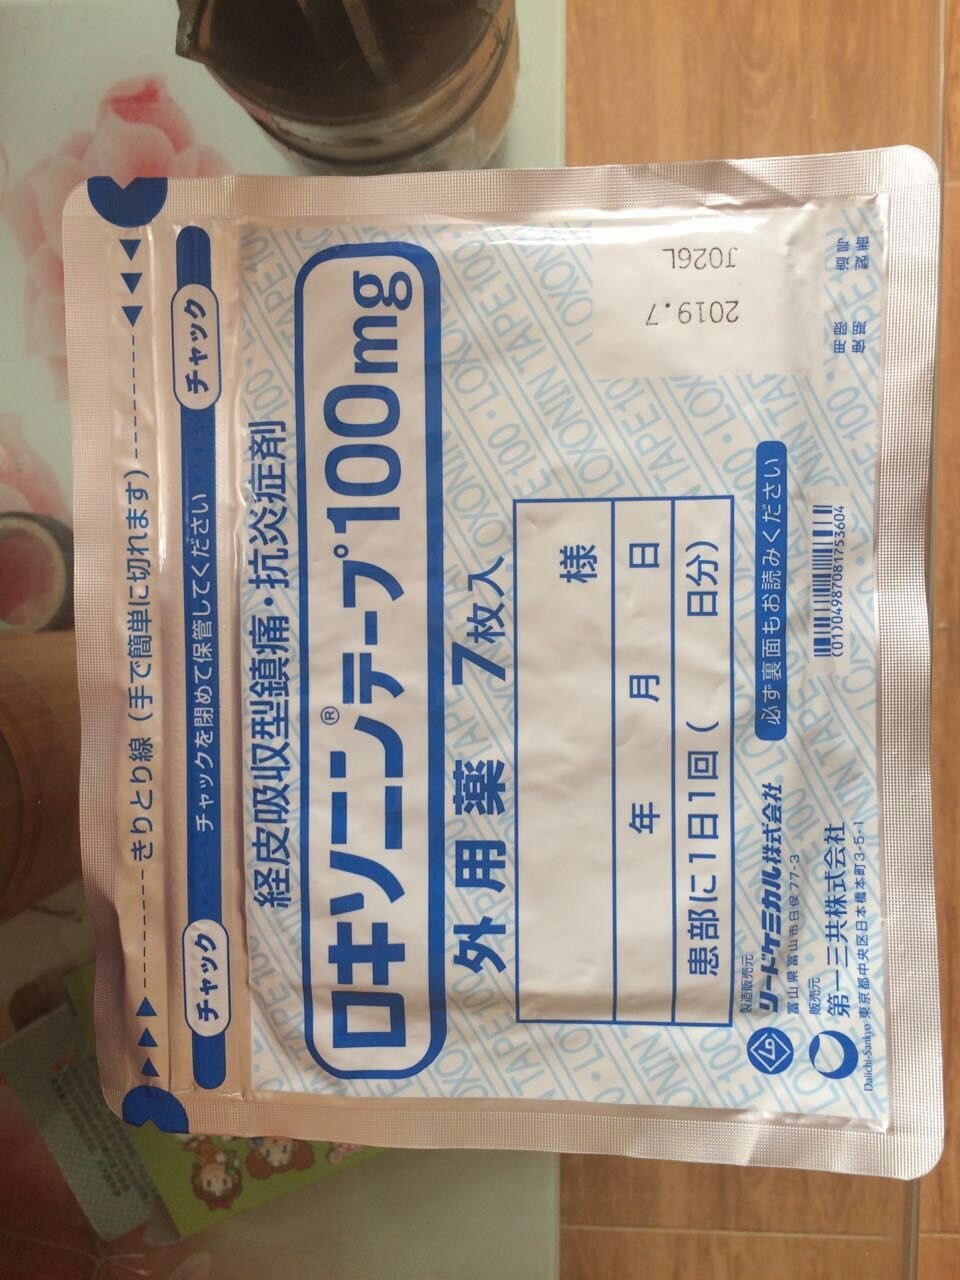 きりとり線(手で簡単に切れます)
チャック
チャックを閉めて保管してください
チャック
経皮吸収型鎮痛・抗炎症剤
ロキソニン®テープ100mg
外用薬 7枚入
様
年 月 日
患部に1日1回( 日分)
必ず裏面もお読みください
製造販売元
リードケミカル株式会社
富山県富山市日俣77-3
販売元
第一三共株式会社
Daiichi-Sankyo 東京都中央区日本橋本町3-5-1
(01)04987081753604
製造番号
J026L
使用期限
2019.7
LOXONIN TAPE 100・LOXONIN TAPE 100